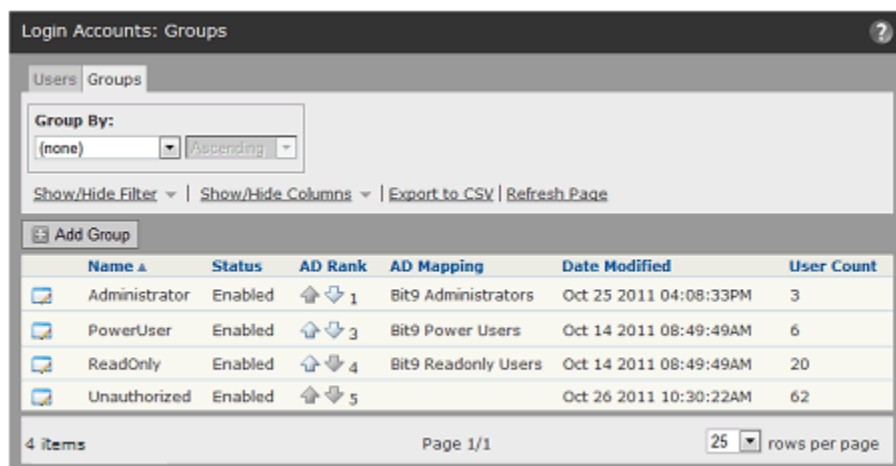 Login Accounts: Groups ?
Users Groups
Group By:
(none) Ascending
Show/Hide Filter | Show/Hide Columns | Export to CSV | Refresh Page
Add Group
Name Status AD Rank AD Mapping Date Modified User Count
Administrator Enabled 1 Bit9 Administrators Oct 25 2011 04:08:33PM 3
PowerUser Enabled 3 Bit9 Power Users Oct 14 2011 08:49:49AM 6
ReadOnly Enabled 4 Bit9 Readonly Users Oct 14 2011 08:49:49AM 20
Unauthorized Enabled 5 Oct 26 2011 10:30:22AM 62
4 items Page 1/1 25 rows per page